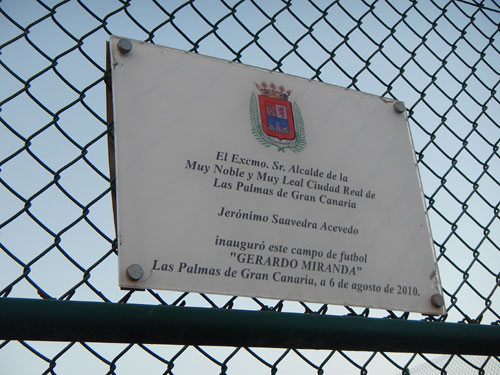 El Excmo. Sr. Alcalde de la
Muy Noble y Muy Leal Ciudad Real de
Las Palmas de Gran Canaria
Jerónimo Saavedra Acevedo
inauguró este campo de futbol
"GERARDO MIRANDA"
Las Palmas de Gran Canaria, a 6 de agosto de 2010.